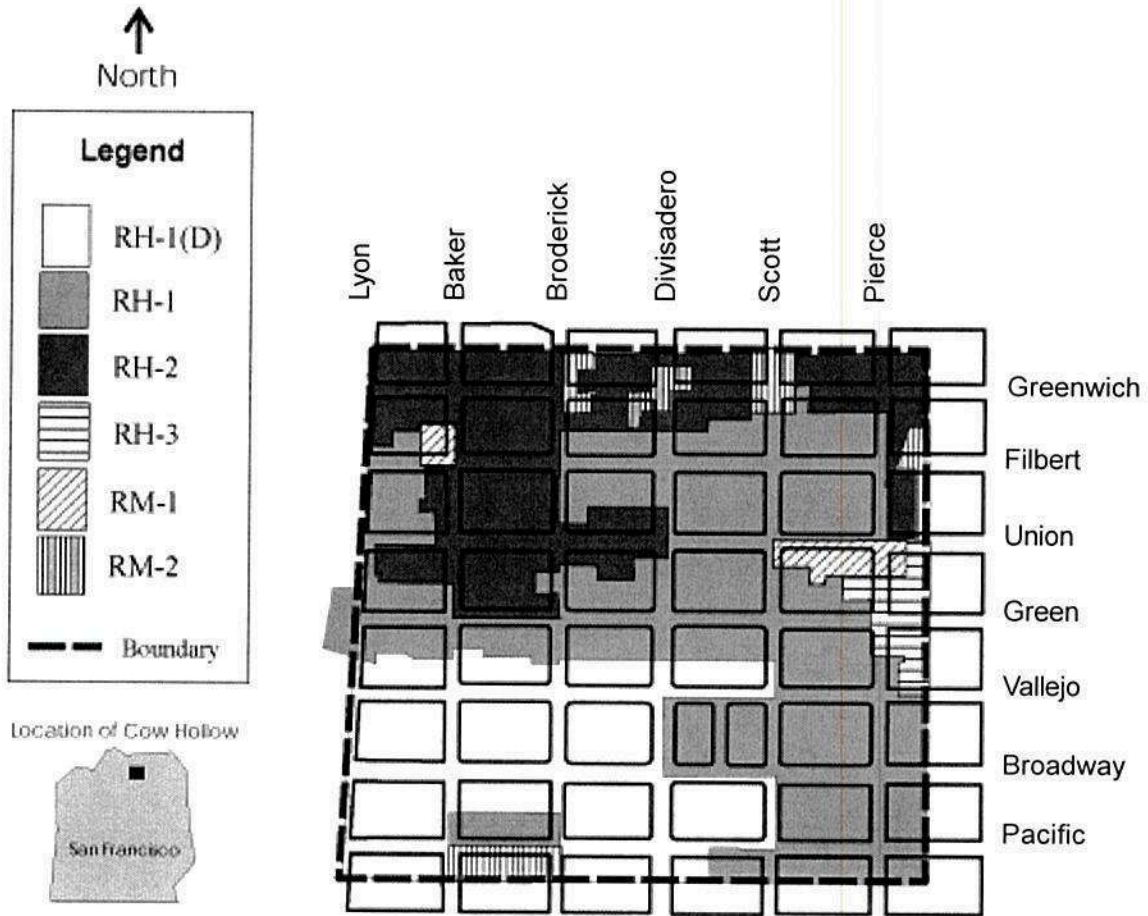 North
Legend
RH-1(D)
RH-1
RH-2
RH-3
RM-1
RM-2
Boundary
Location of Cow Hollow
San Francisco
Lyon
Baker
Broderick
Divisadero
Scott
Pierce
Greenwich
Filbert
Union
Green
Vallejo
Broadway
Pacific